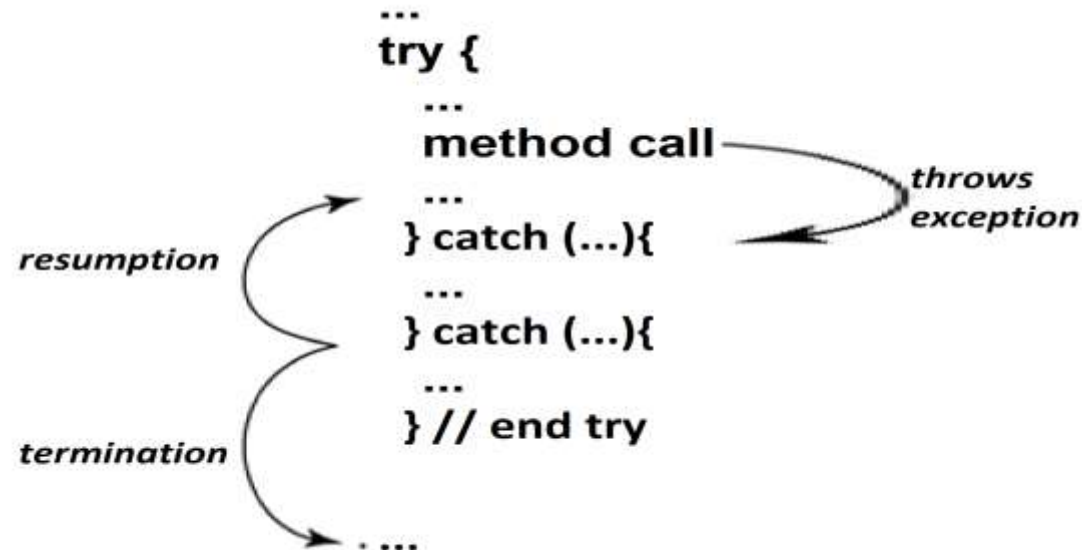 ...
try {
...
method call
throws
exception
...
} catch (...){
resumption
...
} catch (...){
...
} // end try
termination
...